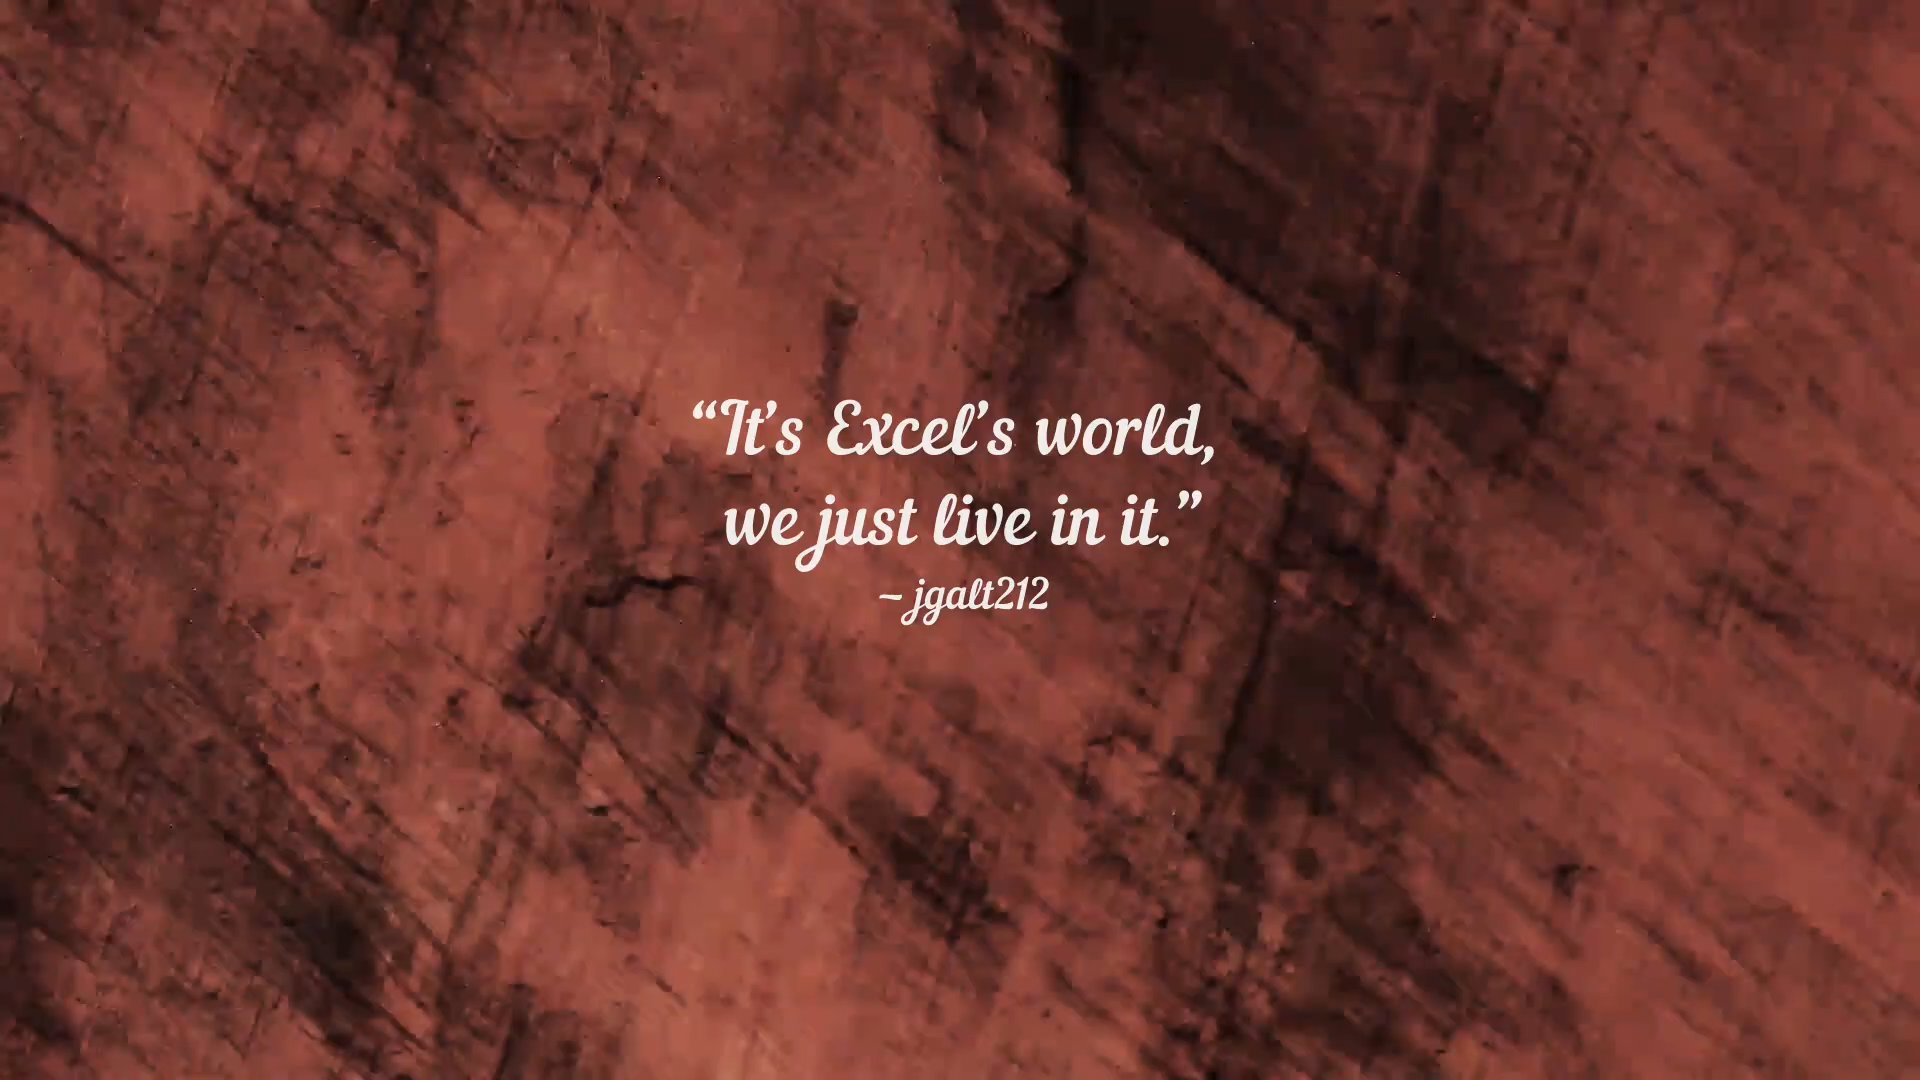 “It’s Excel’s world,
we just live in it.”
~ jgalt212